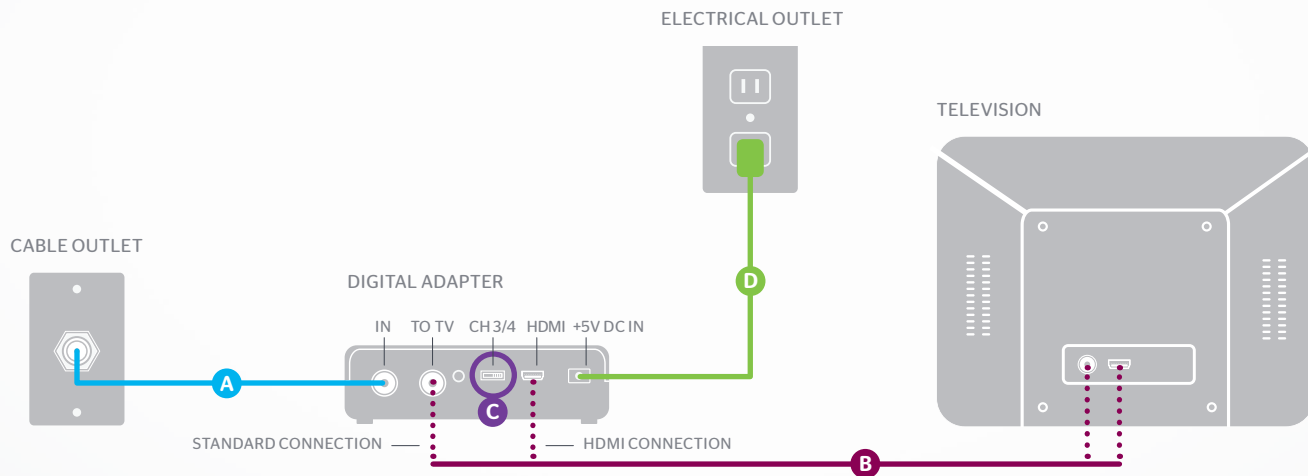 ELECTRICAL OUTLET
TELEVISION
CABLE OUTLET
DIGITAL ADAPTER
IN TO TV CH 3/4 HDMI +5V DC IN
A
B
C
D
STANDARD CONNECTION
HDMI CONNECTION